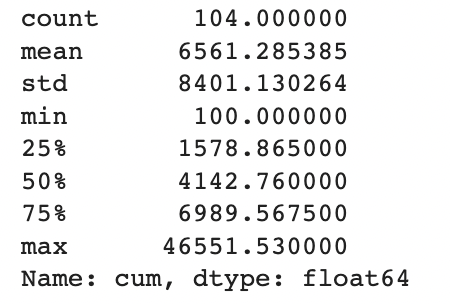 count 104.000000
mean 6561.285385
std 8401.130264
min 100.000000
25% 1578.865000
50% 4142.760000
75% 6989.567500
max 46551.530000
Name: cum, dtype: float64